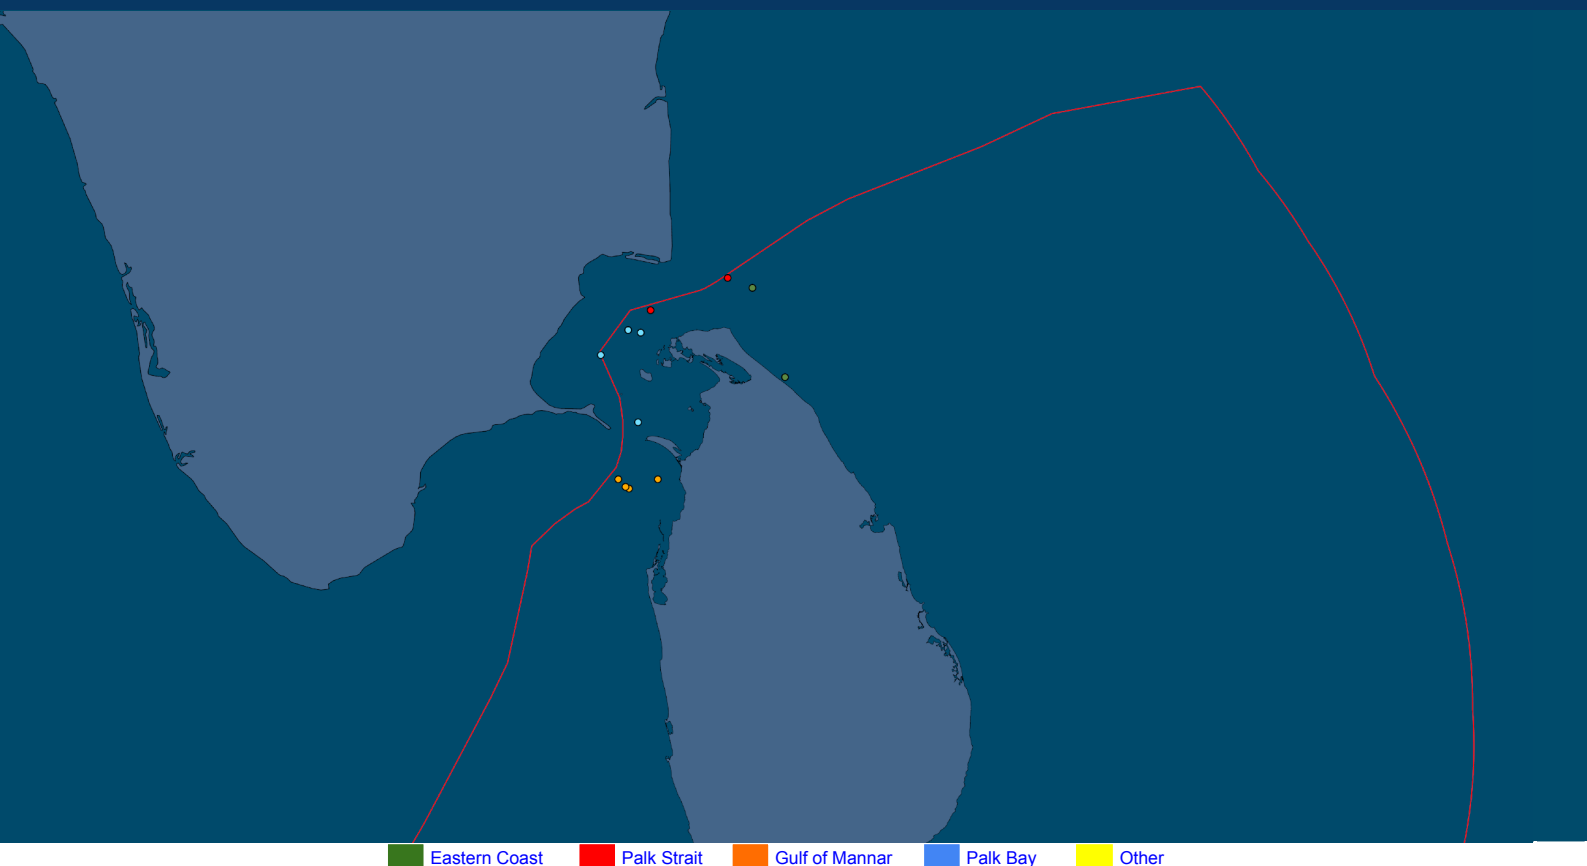 Eastern Coast
Palk Strait
Gulf of Mannar
Palk Bay
Other